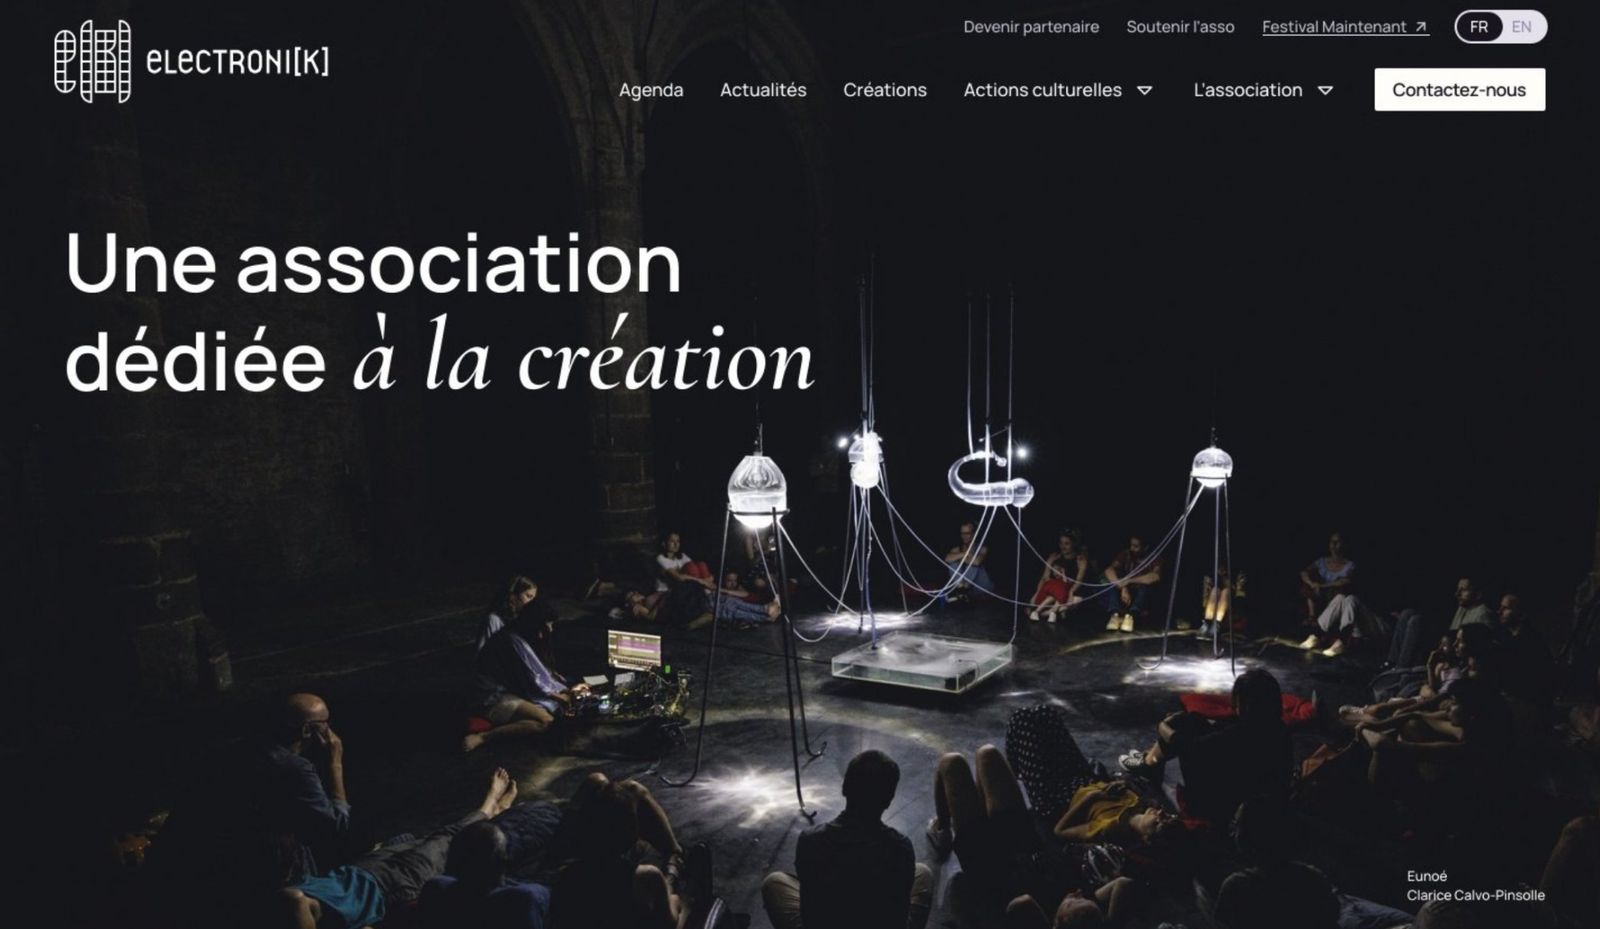 eLeCTRONI[K]
Devenir partenaire
Soutenir l'asso
Festival Maintenant
FR
EN
Agenda
Actualités
Créations
Actions culturelles
L'association
Contactez-nous
Une association
dédiée à la création
Eunoé
Clarice Calvo-Pinsolle